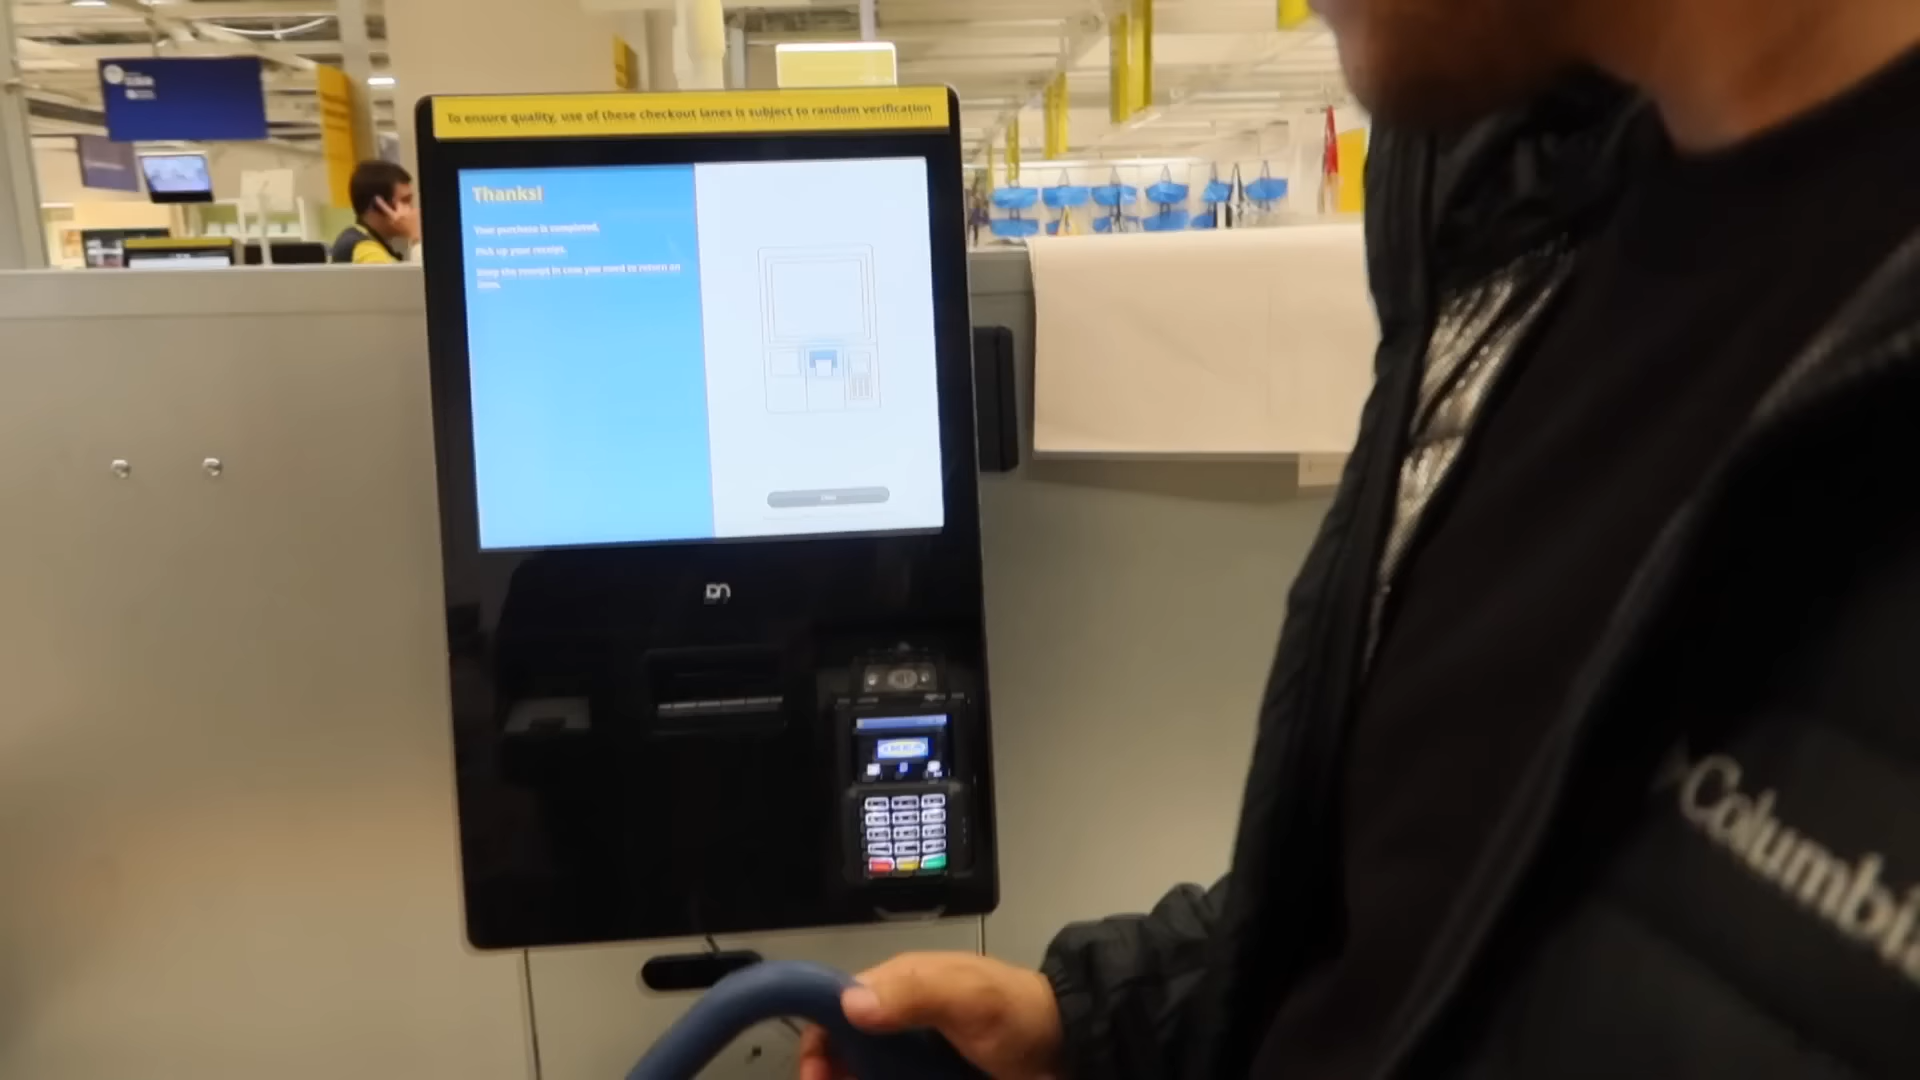 To ensure quality, use of these checkout lanes is subject to random verification
Thanks!
Your purchase is completed.
Pick up your receipt.
Keep the receipt in case you need to return an
item.
DN
Columbia